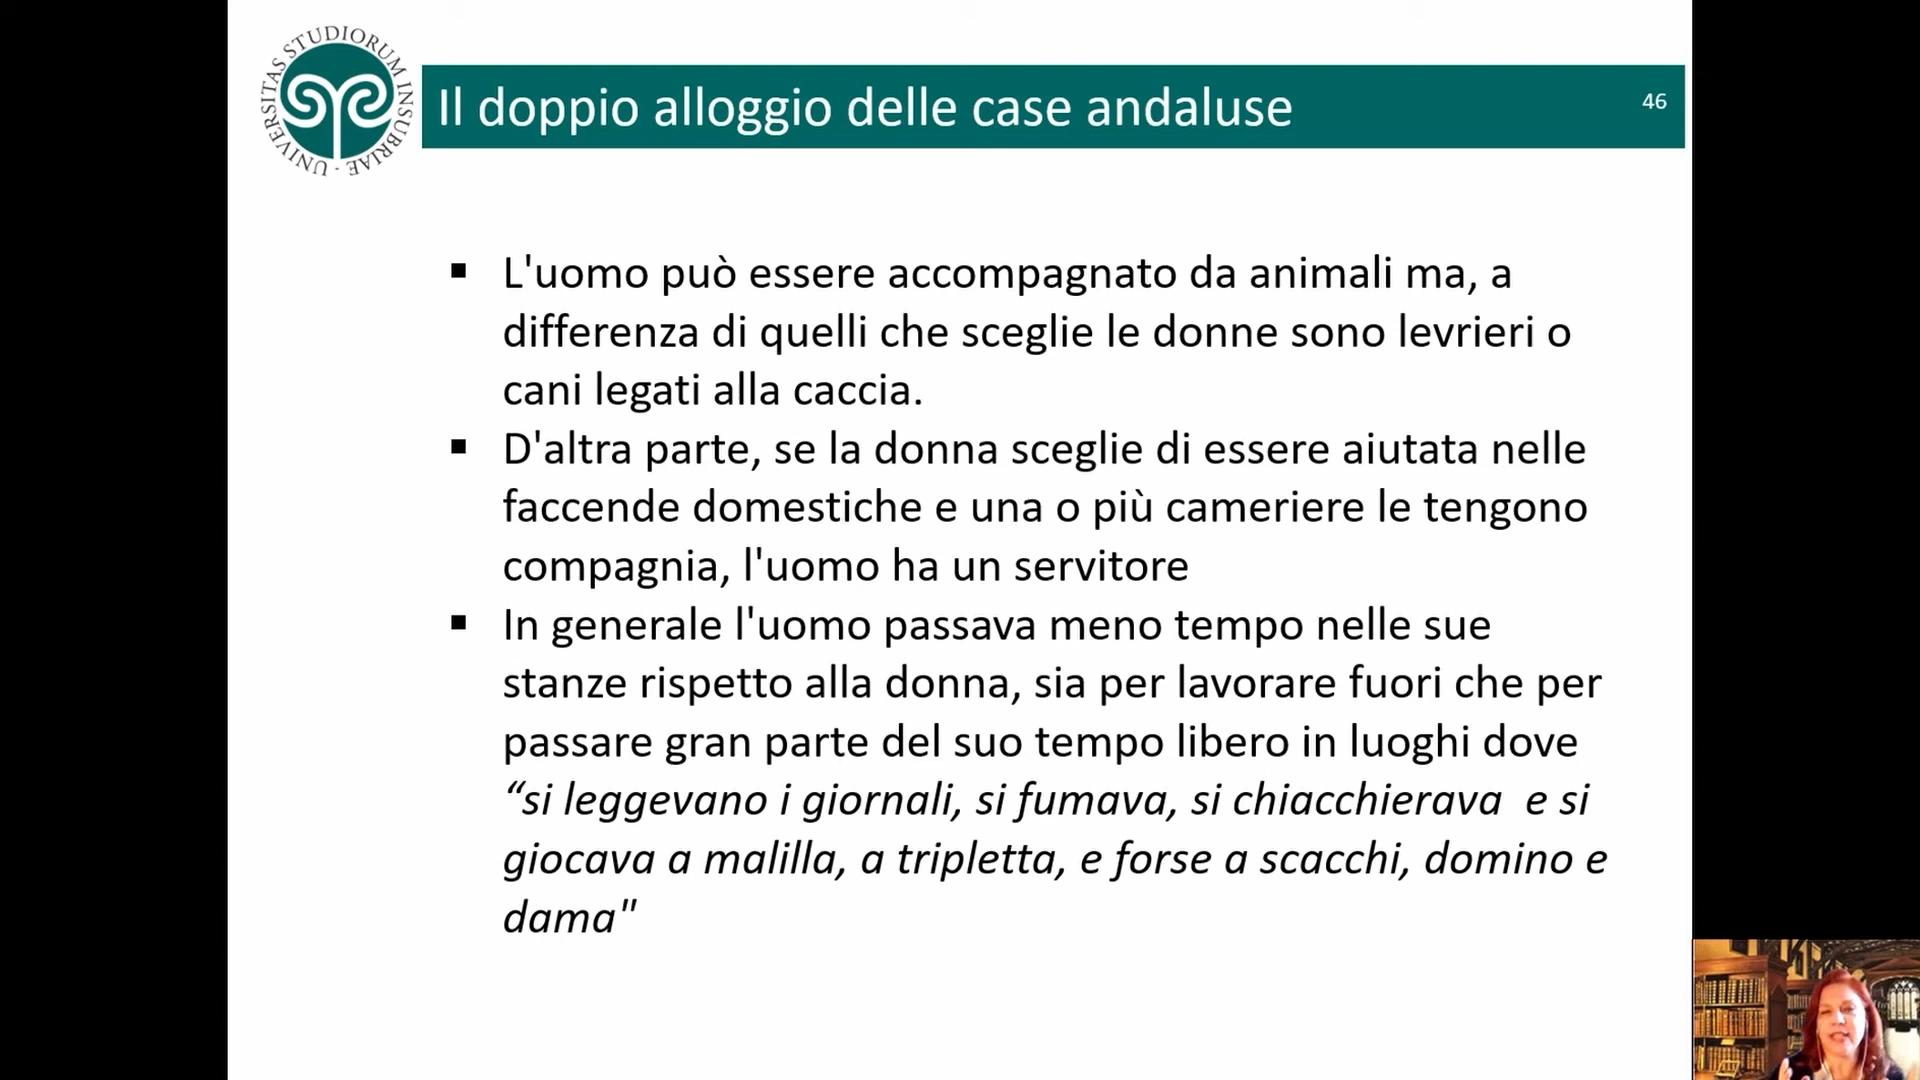 UNIVERSITAS STUDIORUM INSUBRIAE
Il doppio alloggio delle case andaluse
46
▪ L'uomo può essere accompagnato da animali ma, a
differenza di quelli che sceglie le donne sono levrieri o
cani legati alla caccia.
▪ D'altra parte, se la donna sceglie di essere aiutata nelle
faccende domestiche e una o più cameriere le tengono
compagnia, l'uomo ha un servitore
▪ In generale l'uomo passava meno tempo nelle sue
stanze rispetto alla donna, sia per lavorare fuori che per
passare gran parte del suo tempo libero in luoghi dove
“si leggevano i giornali, si fumava, si chiacchierava  e si
giocava a malilla, a tripletta, e forse a scacchi, domino e
dama"